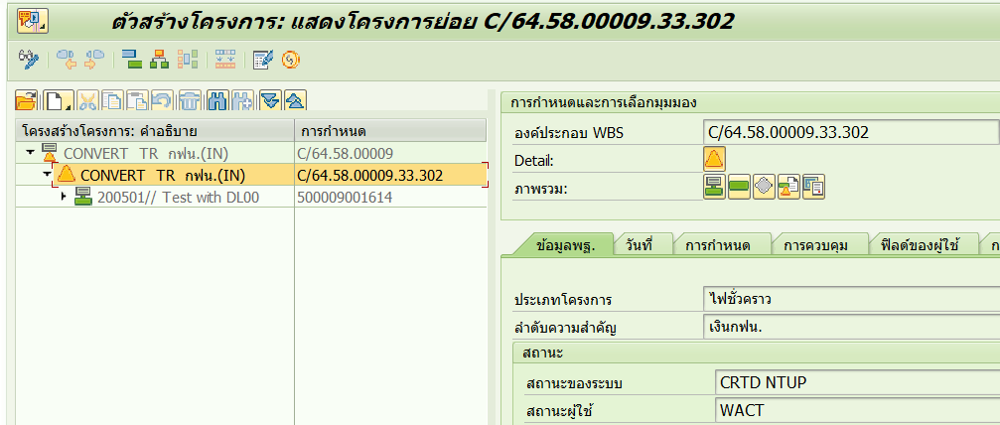 ตัวสร้างโครงการ: แสดงโครงการย่อย C/64.58.00009.33.302
โครงสร้างโครงการ: คำอธิบาย การกำหนด
CONVERT TR กฟน.(IN) C/64.58.00009
CONVERT TR กฟน.(IN) C/64.58.00009.33.302
200501// Test with DL00 500009001614
การกำหนดและการเลือกมุมมอง
องค์ประกอบ WBS C/64.58.00009.33.302
Detail:
ภาพรวม:
ข้อมูลพฐ. วันที่ การกำหนด การควบคุม ฟิลด์ของผู้ใช้ ก
ประเภทโครงการ ไฟชั่วคราว
ลำดับความสำคัญ เงินกฟน.
สถานะ
สถานะของระบบ CRTD NTUP
สถานะผู้ใช้ WACT